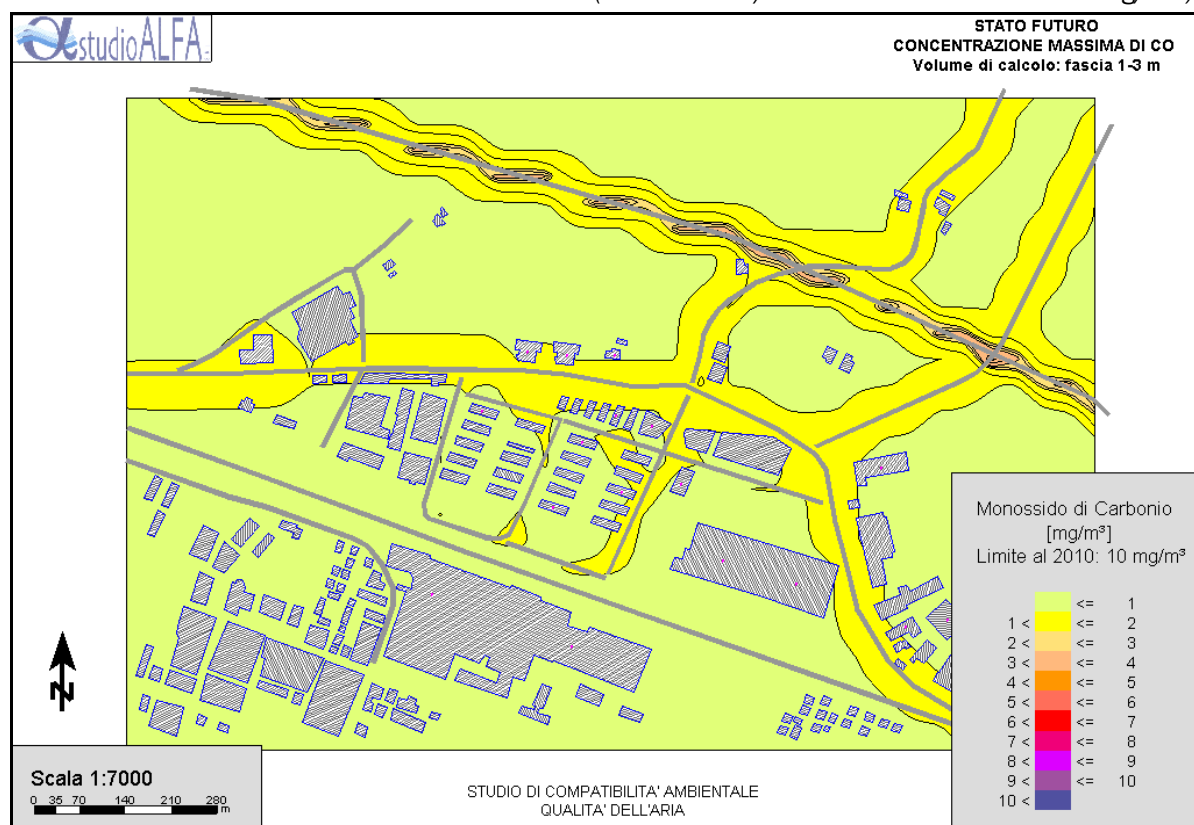 studioALFA
STATO FUTURO
CONCENTRAZIONE MASSIMA DI CO
Volume di calcolo: fascia 1-3 m
Monossido di Carbonio
[mg/m³]
Limite al 2010: 10 mg/m³
<= 1
1 < <= 2
2 < <= 3
3 < <= 4
4 < <= 5
5 < <= 6
6 < <= 7
7 < <= 8
8 < <= 9
9 < <= 10
10 <
N
Scala 1:7000
0 35 70 140 210 280
m
STUDIO DI COMPATIBILITA' AMBIENTALE
QUALITA' DELL'ARIA